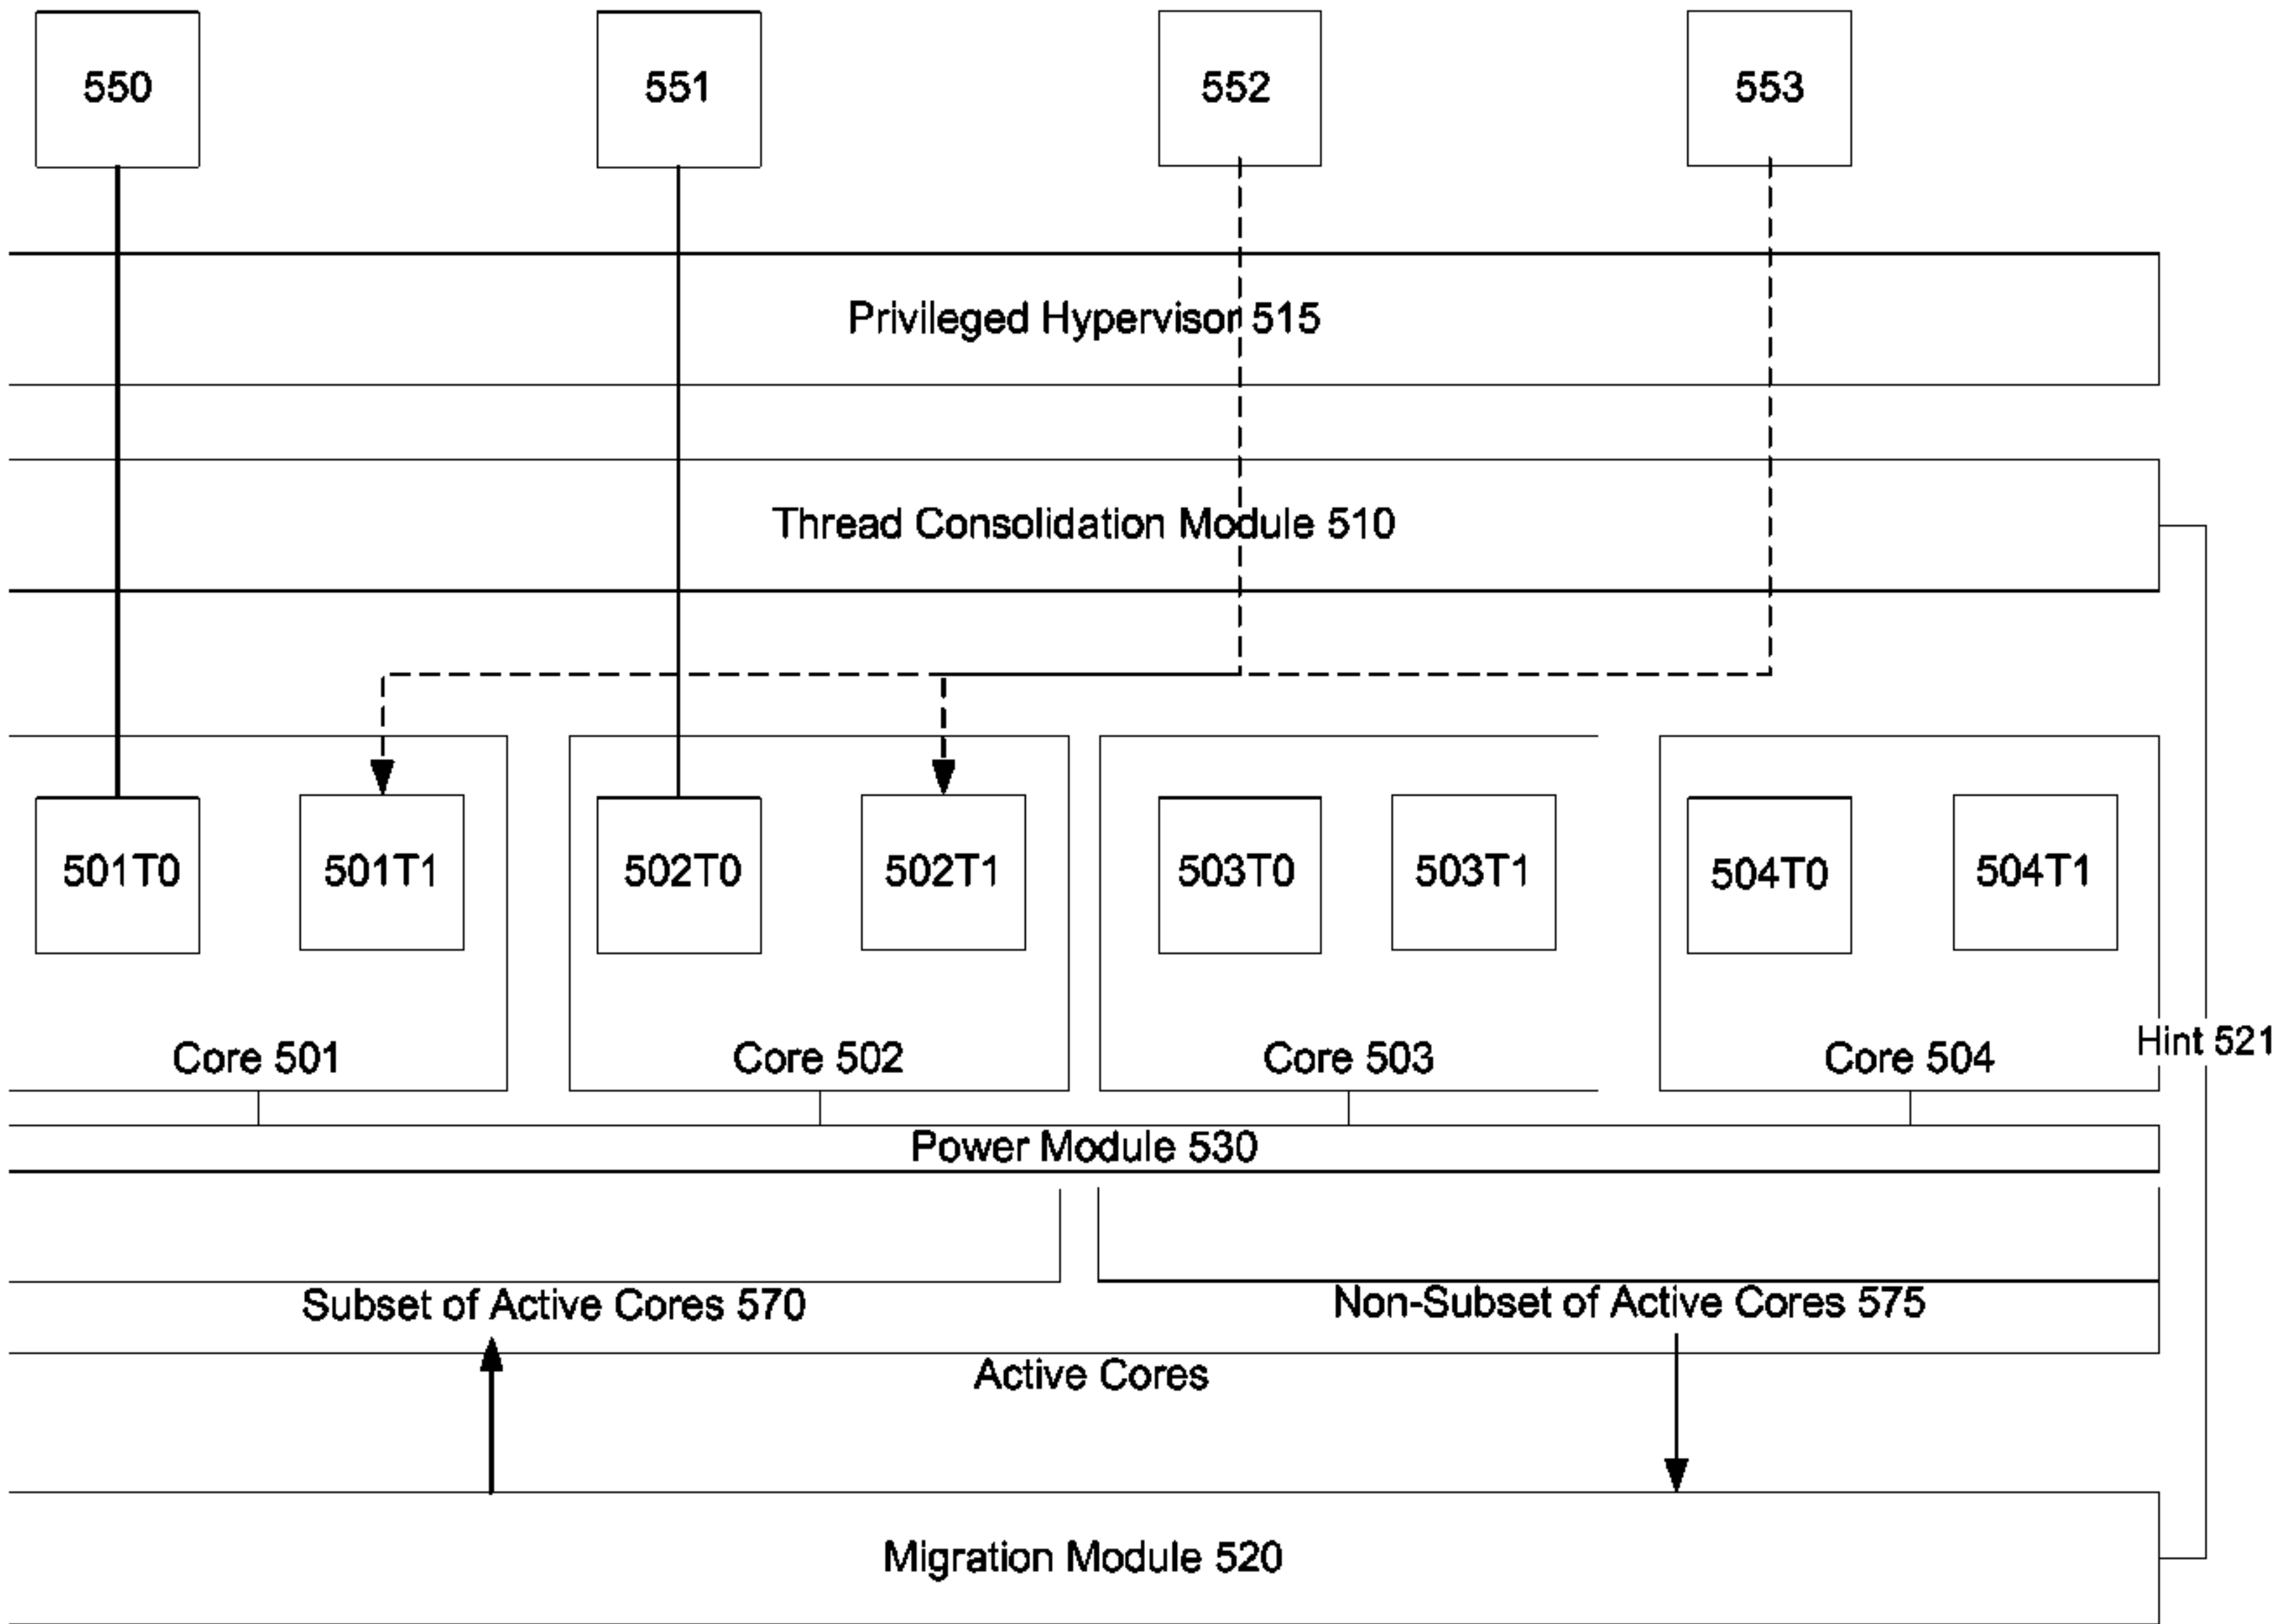 550
551
552
553
Privileged Hypervisor 515
Thread Consolidation Module 510
501T0
501T1
502T0
502T1
503T0
503T1
504T0
504T1
Core 501
Core 502
Core 503
Core 504
Hint 521
Power Module 530
Subset of Active Cores 570
Non-Subset of Active Cores 575
Active Cores
Migration Module 520